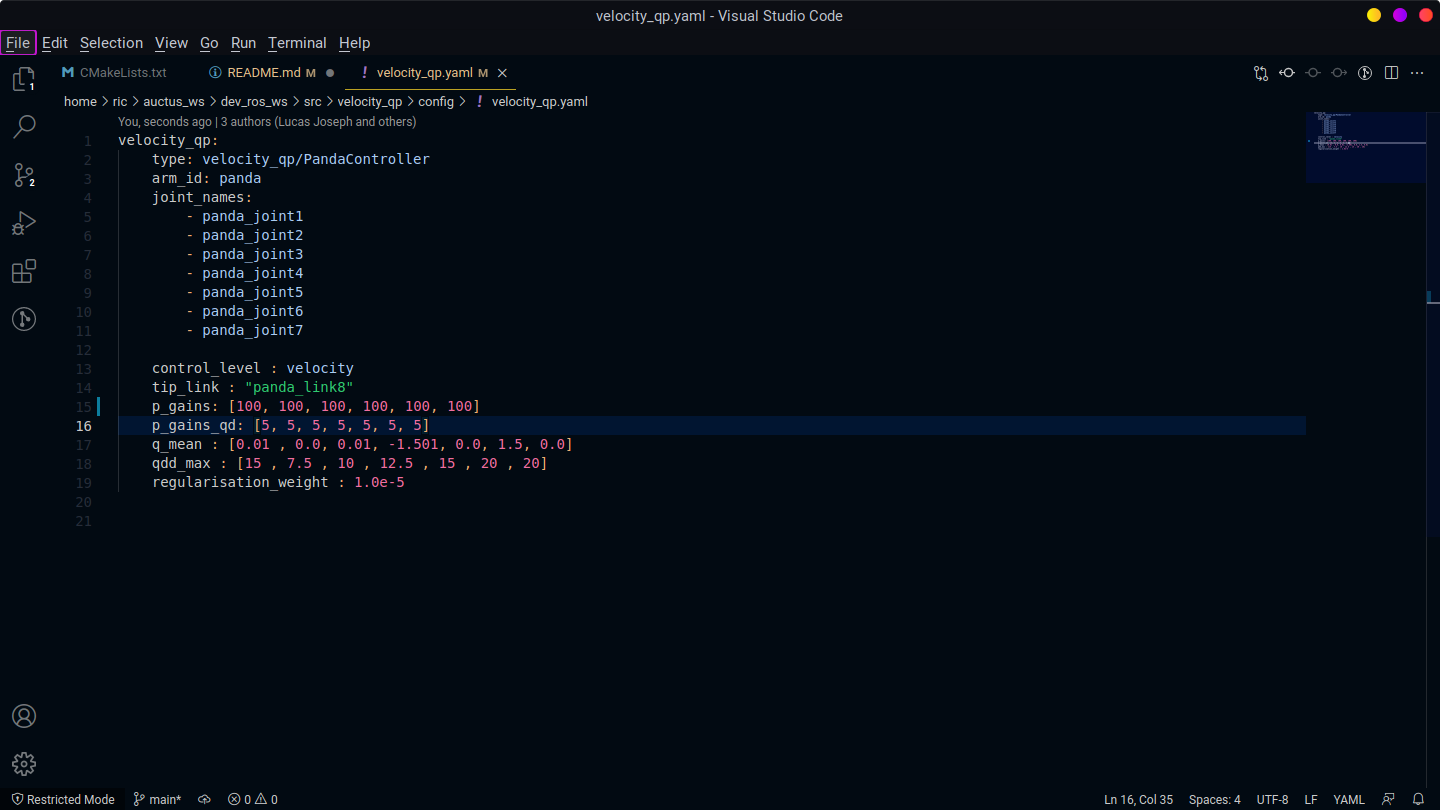 velocity_qp.yaml - Visual Studio Code
File Edit Selection View Go Run Terminal Help
CMakeLists.txt README.md M velocity_qp.yaml M
home > ric > auctus_ws > dev_ros_ws > src > velocity_qp > config > ! velocity_qp.yaml
You, seconds ago | 3 authors (Lucas Joseph and others)
1 velocity_qp:
2 type: velocity_qp/PandaController
3 arm_id: panda
4 joint_names:
5 - panda_joint1
6 - panda_joint2
7 - panda_joint3
8 - panda_joint4
9 - panda_joint5
10 - panda_joint6
11 - panda_joint7
12
13 control_level : velocity
14 tip_link : "panda_link8"
15 p_gains: [100, 100, 100, 100, 100, 100]
16 p_gains_qd: [5, 5, 5, 5, 5, 5, 5]
17 q_mean : [0.01 , 0.0, 0.01, -1.501, 0.0, 1.5, 0.0]
18 qdd_max : [15 , 7.5 , 10 , 12.5 , 15 , 20 , 20]
19 regularisation_weight : 1.0e-5
20
21
1
2
Restricted Mode main* 0 0 Ln 16, Col 35 Spaces: 4 UTF-8 LF YAML